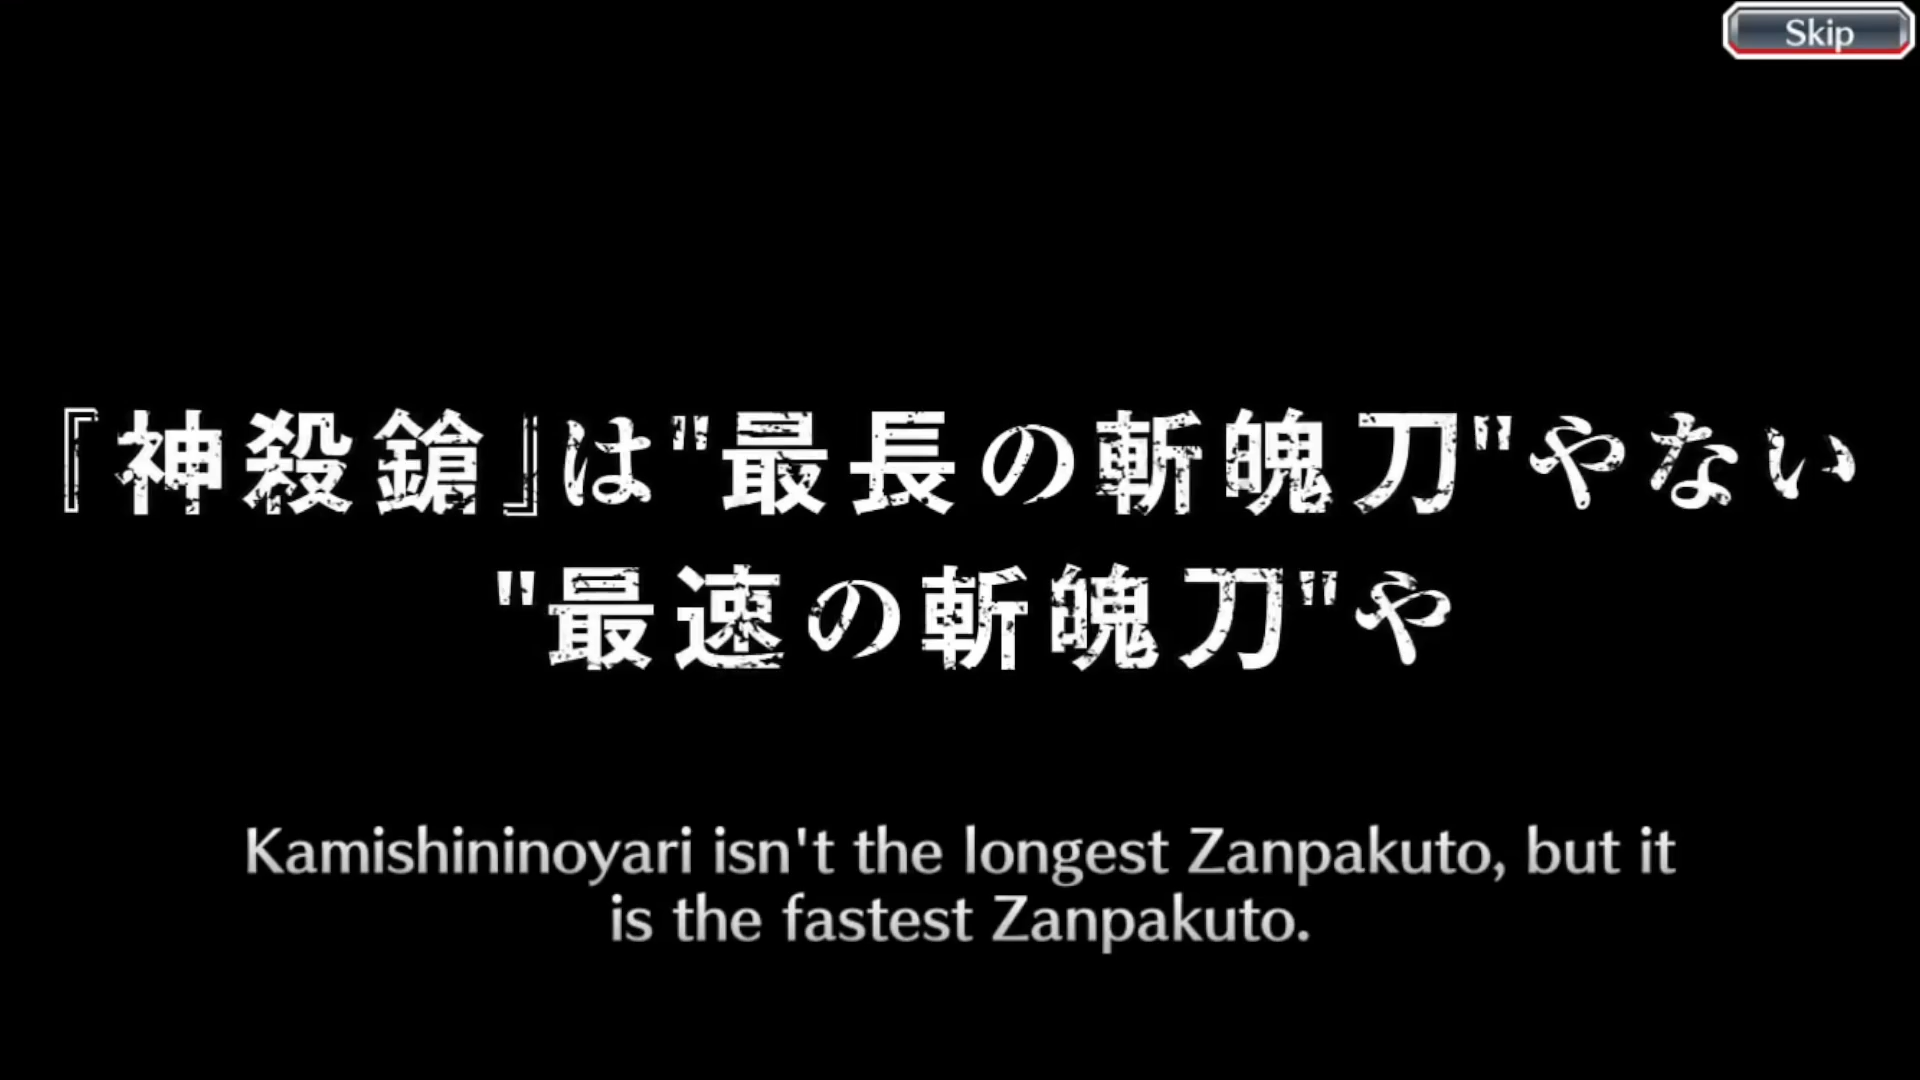 Skip
『神殺鎗』は"最長の斬魄刀"やない
"最速の斬魄刀"や
Kamishininoyari isn't the longest Zanpakuto, but it
is the fastest Zanpakuto.